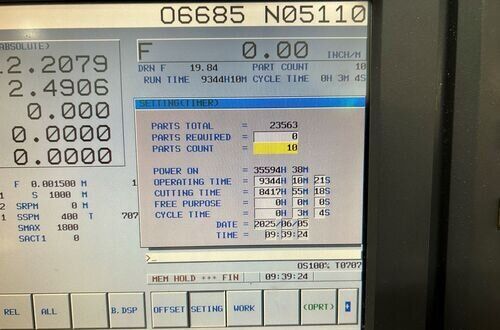 O6685 N05110
ABSOLUTE)
2.2079
2.4906
0.000
0.0000
0.0000
F 0.00 INCH/M
DRN F 19.84 PART COUNT 10
RUN TIME 9344H10M CYCLE TIME 0H 3M 4S
SETTING(TIMER)
PARTS TOTAL = 23563
PARTS REQUIRED = 0
PARTS COUNT = 10
POWER ON = 35594H 38M
OPERATING TIME = 9344H 10M 21S
CUTTING TIME = 8417H 55M 18S
FREE PURPOSE = 0H 0M 0S
CYCLE TIME = 0H 3M 4S
DATE = 2025/06/05
TIME = 09:39:24
F 0.001500 M
S 1000 M
SRPM 0 M
SSPM 400 T 707
SMAX 1800
SACT1 0
>_
OS100% T0707
MEM HOLD *** FIN 09:39:24
REL ALL B.DSP OFFSET SETING WORK (OPRT)